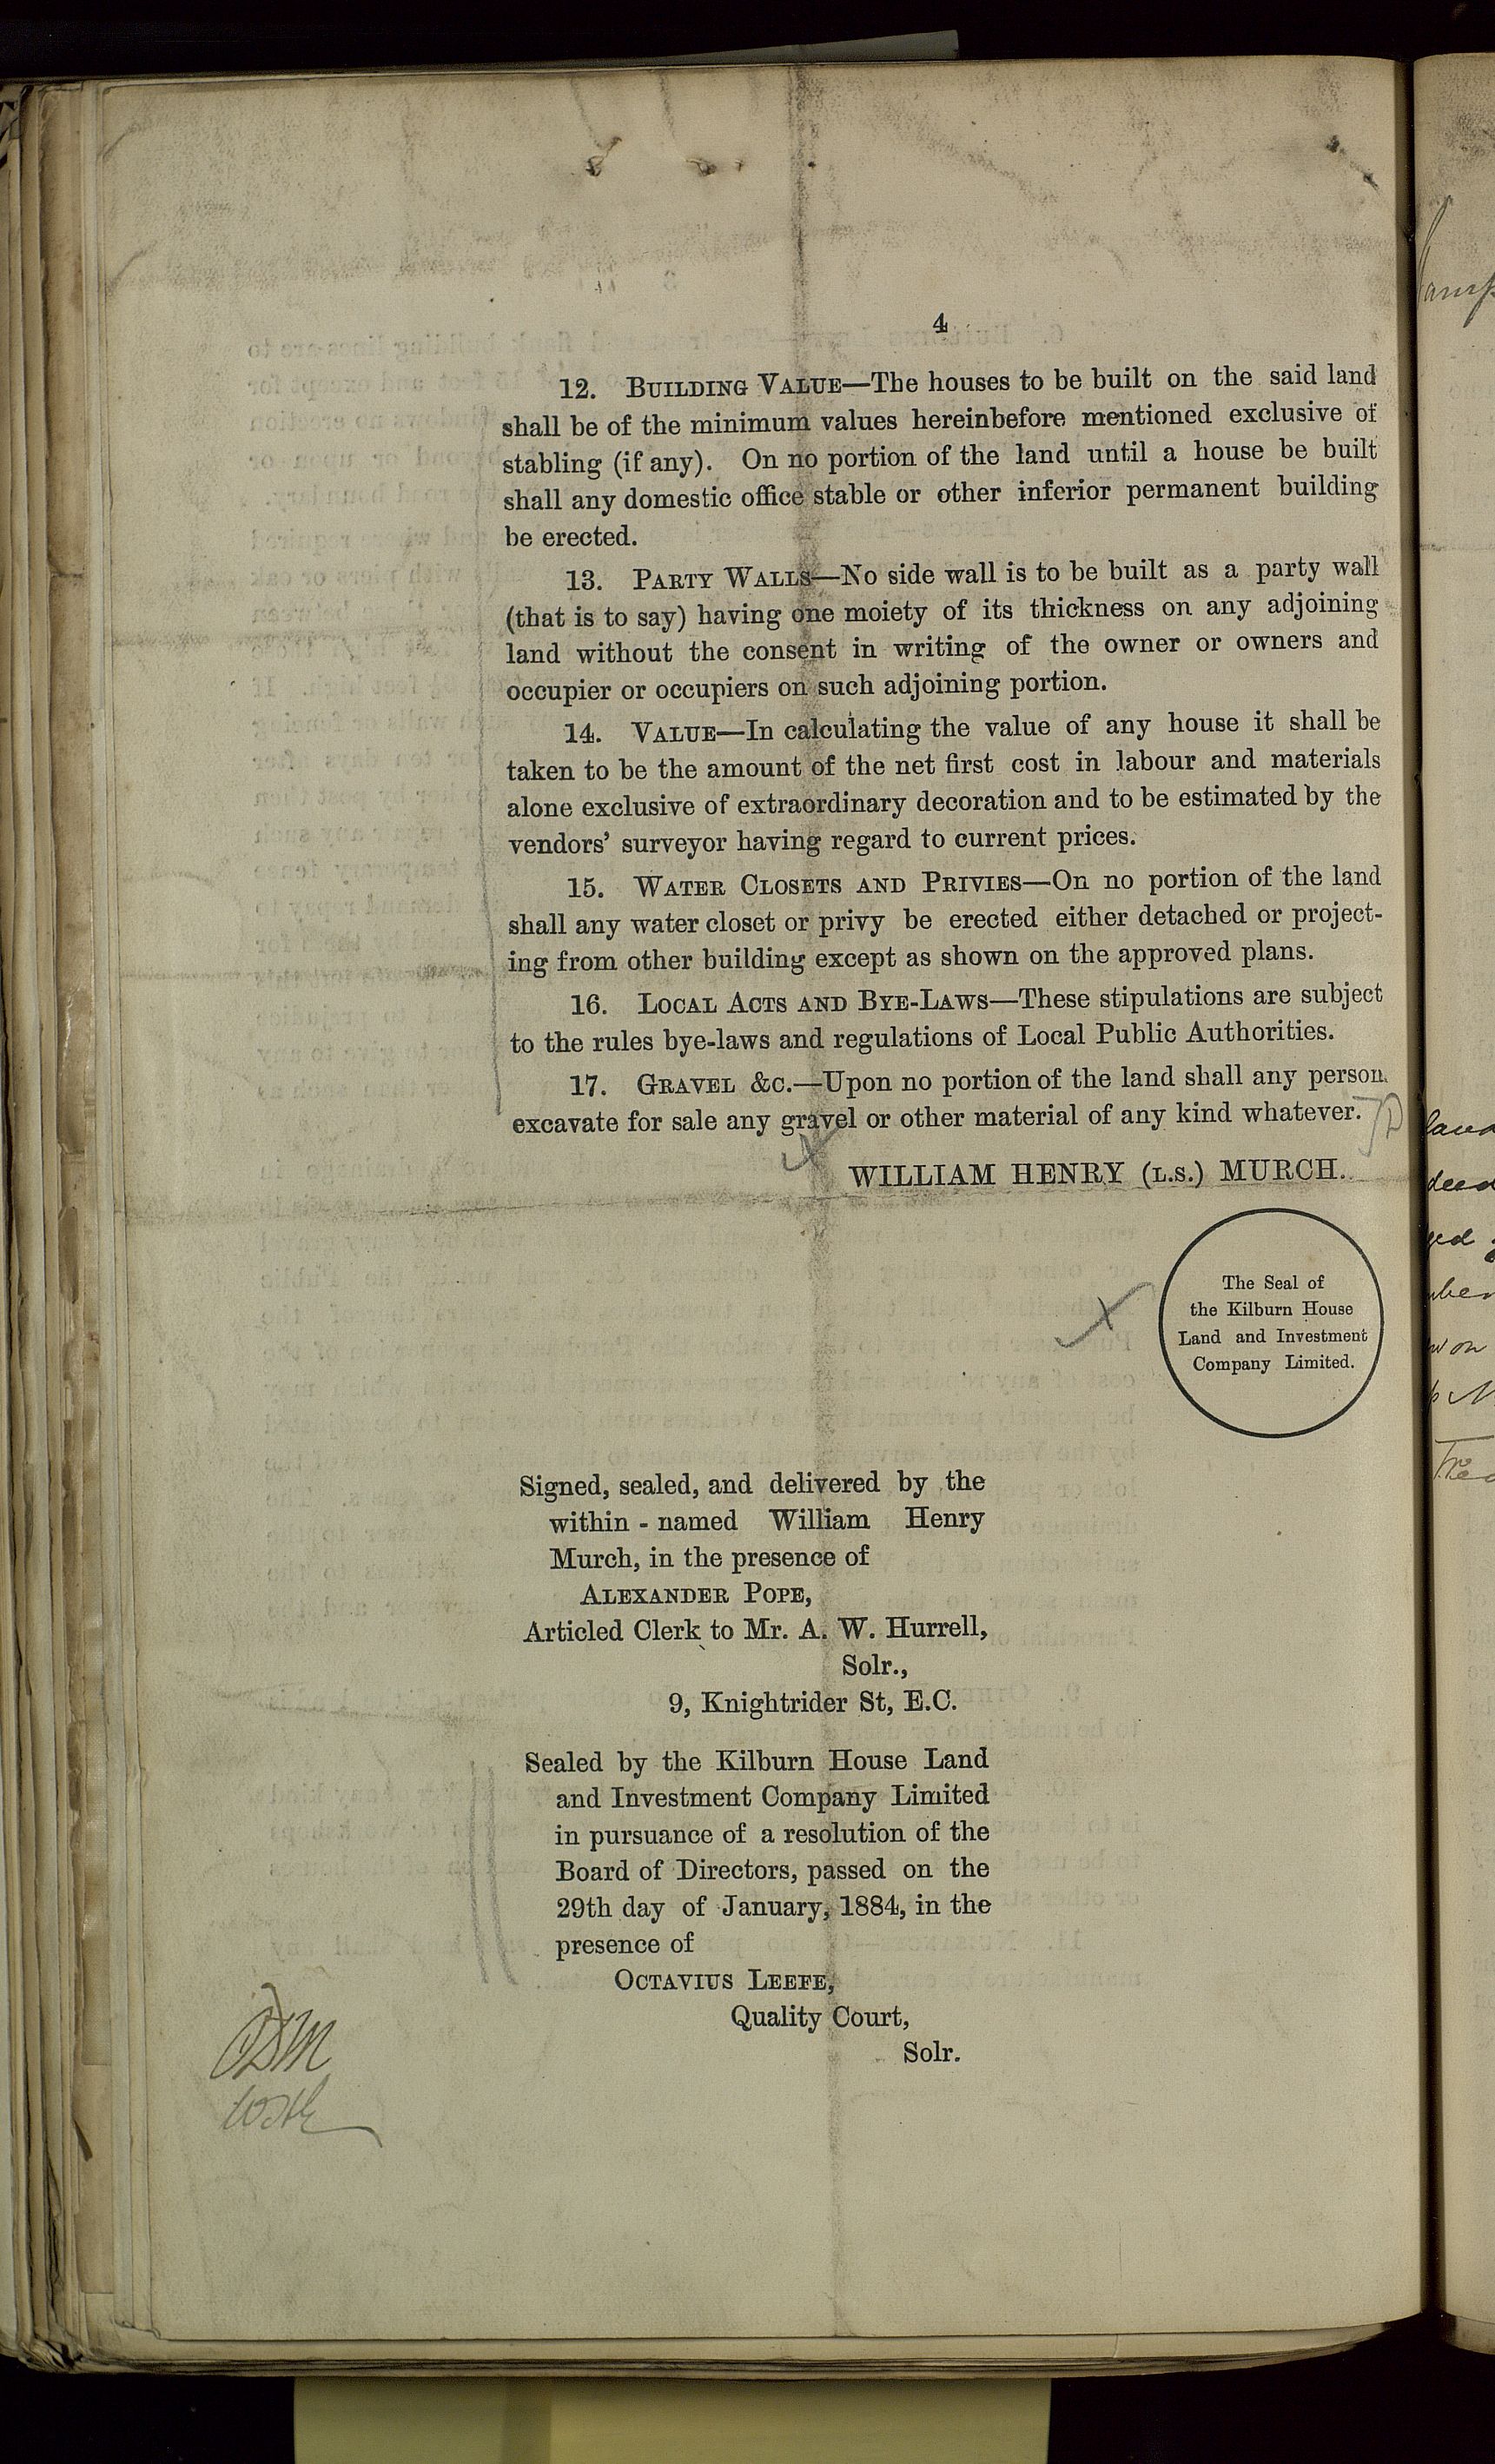 4
12. BUILDING VALUE—The houses to be built on the said land
shall be of the minimum values hereinbefore mentioned exclusive of
stabling (if any). On no portion of the land until a house be built
shall any domestic office stable or other inferior permanent building
be erected.
13. PARTY WALLS—No side wall is to be built as a party wall
(that is to say) having one moiety of its thickness on any adjoining
land without the consent in writing of the owner or owners and
occupier or occupiers on such adjoining portion.
14. VALUE—In calculating the value of any house it shall be
taken to be the amount of the net first cost in labour and materials
alone exclusive of extraordinary decoration and to be estimated by the
vendors' surveyor having regard to current prices.
15. WATER CLOSETS AND PRIVIES—On no portion of the land
shall any water closet or privy be erected either detached or project-
ing from other building except as shown on the approved plans.
16. LOCAL ACTS AND BYE-LAWS—These stipulations are subject
to the rules bye-laws and regulations of Local Public Authorities.
17. GRAVEL &C.—Upon no portion of the land shall any person
excavate for sale any gravel or other material of any kind whatever.
WILLIAM HENRY (L.S.) MURCH.
The Seal of
the Kilburn House
Land and Investment
Company Limited.
Signed, sealed, and delivered by the
within-named William Henry
Murch, in the presence of
ALEXANDER POPE,
Articled Clerk to Mr. A. W. Hurrell,
Solr.,
9, Knightrider St, E.C.
Sealed by the Kilburn House Land
and Investment Company Limited
in pursuance of a resolution of the
Board of Directors, passed on the
29th day of January, 1884, in the
presence of
OCTAVIUS LEEFE,
Quality Court,
Solr.